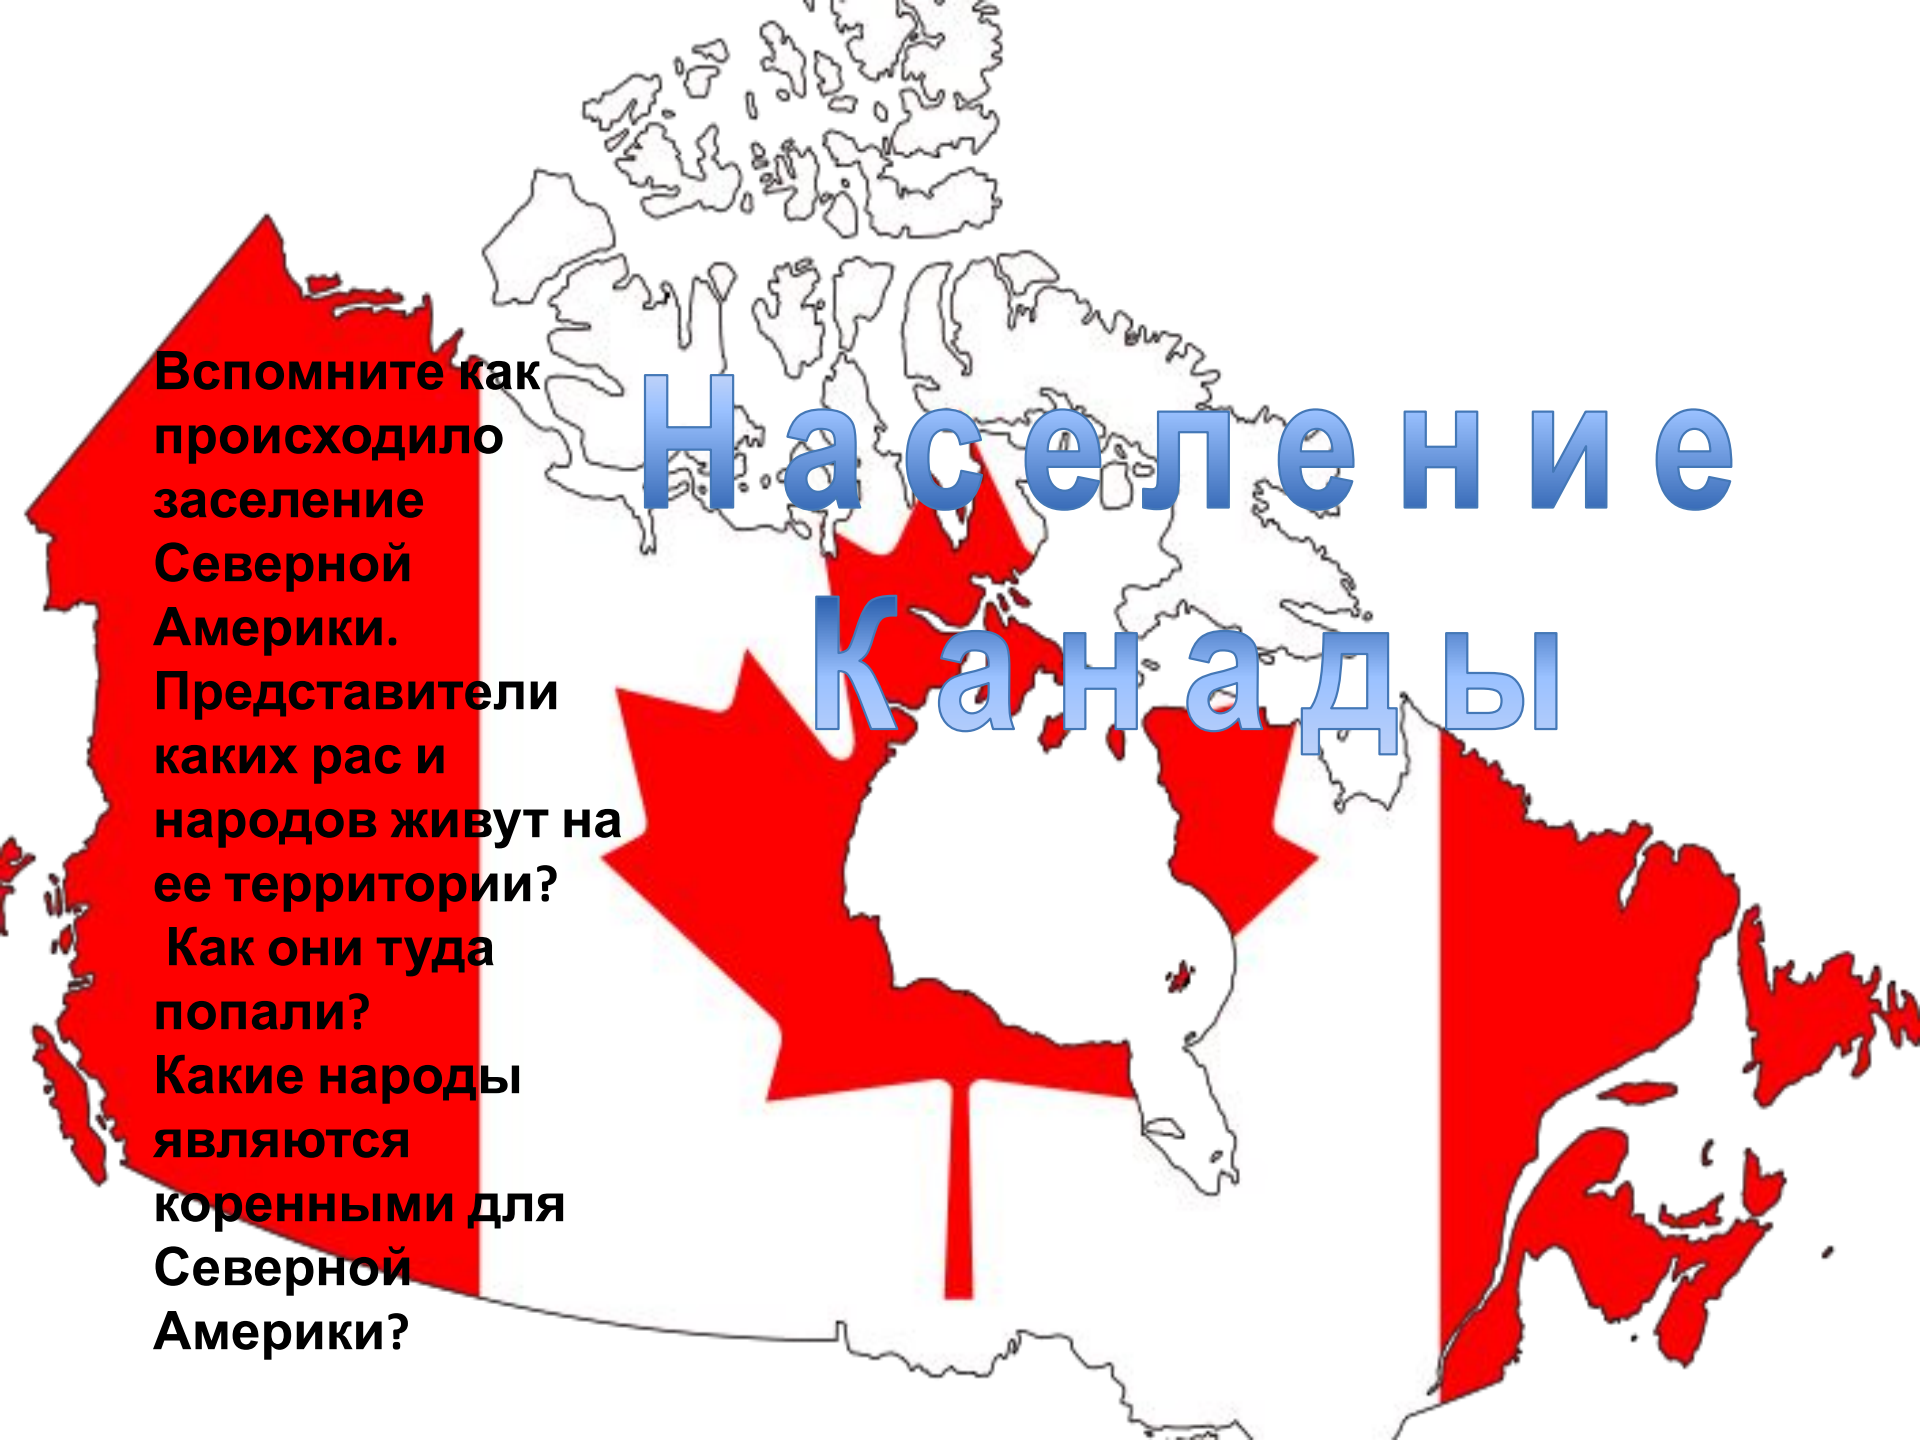 Вспомните как
происходило
заселение
Северной
Америки.
Представители
каких рас и
народов живут на
ее территории?
Как они туда
попали?
Какие народы
являются
коренными для
Северной
Америки?
Население
Канады